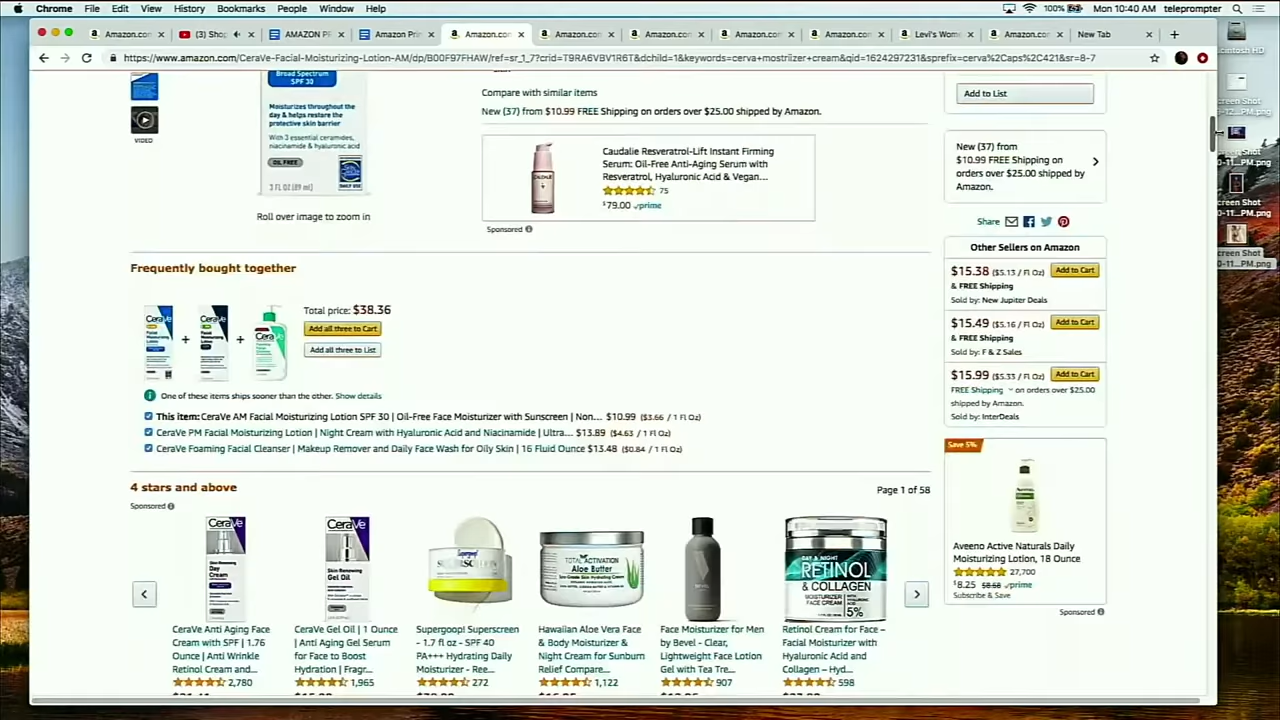 Chrome File Edit View History Bookmarks People Window Help
100% Mon 10:40 AM teleprompter
Amazon.com
(3) Shop
AMAZON P
Amazon Pri
Amazon.com
Amazon.com
Amazon.com
Amazon.com
Amazon.com
Levi's Wom
Amazon.com
New Tab
https://www.amazon.com/CeraVe-Facial-Moisturizing-Lotion-AM/dp/B00F97FHAW/ref=sr_1_7?crid=T9RA6VBV1R6T&dchild=1&keywords=cerva+mostriizer+cream&qid=1624297231&sprefix=cerva%2Caps%2C421&sr=8-7
VIDEO
Broad Spectrum
SPF 30
Moisturizes throughout the
day & helps restore the
protective skin barrier
With 3 essential ceramides,
niacinamide & hyaluronic acid
OIL FREE
3 FL OZ (89 ml)
Roll over image to zoom in
Compare with similar items
New (37) from $10.99 FREE Shipping on orders over $25.00 shipped by Amazon.
Caudalie Resveratrol-Lift Instant Firming
Serum: Oil-Free Anti-Aging Serum with
Resveratrol, Hyaluronic Acid & Vegan...
75
$79.00 prime
Sponsored
Add to List
New (37) from
$10.99 FREE Shipping on
orders over $25.00 shipped by
Amazon.
Share
Other Sellers on Amazon
$15.38 ($5.13 / Fl Oz) Add to Cart
& FREE Shipping
Sold by: New Jupiter Deals
$15.49 ($5.16 / Fl Oz) Add to Cart
& FREE Shipping
Sold by: F & Z Sales
$15.99 ($5.33 / Fl Oz) Add to Cart
FREE Shipping on orders over $25.00
shipped by Amazon.
Sold by: InterDeals
Frequently bought together
Total price: $38.36
Add all three to Cart
Add all three to List
CeraVe
One of these items ships sooner than the other. Show details
This item: CeraVe AM Facial Moisturizing Lotion SPF 30 | Oil-Free Face Moisturizer with Sunscreen | Non... $10.99 ($3.66 / 1 Fl Oz)
CeraVe PM Facial Moisturizing Lotion | Night Cream with Hyaluronic Acid and Niacinamide | Ultra... $13.89 ($4.63 / 1 Fl Oz)
CeraVe Foaming Facial Cleanser | Makeup Remover and Daily Face Wash for Oily Skin | 16 Fluid Ounce $13.48 ($0.84 / 1 Fl Oz)
Save 5%
Aveeno Active Naturals Daily
Moisturizing Lotion, 18 Ounce
27,700
$8.25 $8.68 prime
Subscribe & Save
Sponsored
4 stars and above
Page 1 of 58
Sponsored
CeraVe Anti Aging Face
Cream with SPF | 1.76
Ounce | Anti Wrinkle
Retinol Cream and...
2,780
CeraVe Gel Oil | 1 Ounce
| Anti Aging Gel Serum
for Face to Boost
Hydration | Fragr...
1,965
Supergoop! Superscreen
- 1.7 fl oz - SPF 40
PA+++ Hydrating Daily
Moisturizer - Ree...
272
TOTAL ACTIVATION
Aloe Butter
Hawaiian Aloe Vera Face
& Body Moisturizer &
Night Cream for Sunburn
Relief Compare...
1,122
Face Moisturizer for Men
by Bevel - Clear,
Lightweight Face Lotion
Gel with Tea Tre...
907
DAY & NIGHT
RETINOL
& COLLAGEN
MOISTURIZER
FACE CREAM
5%
Retinol Cream for Face –
Facial Moisturizer with
Hyaluronic Acid and
Collagen – Hyd...
598